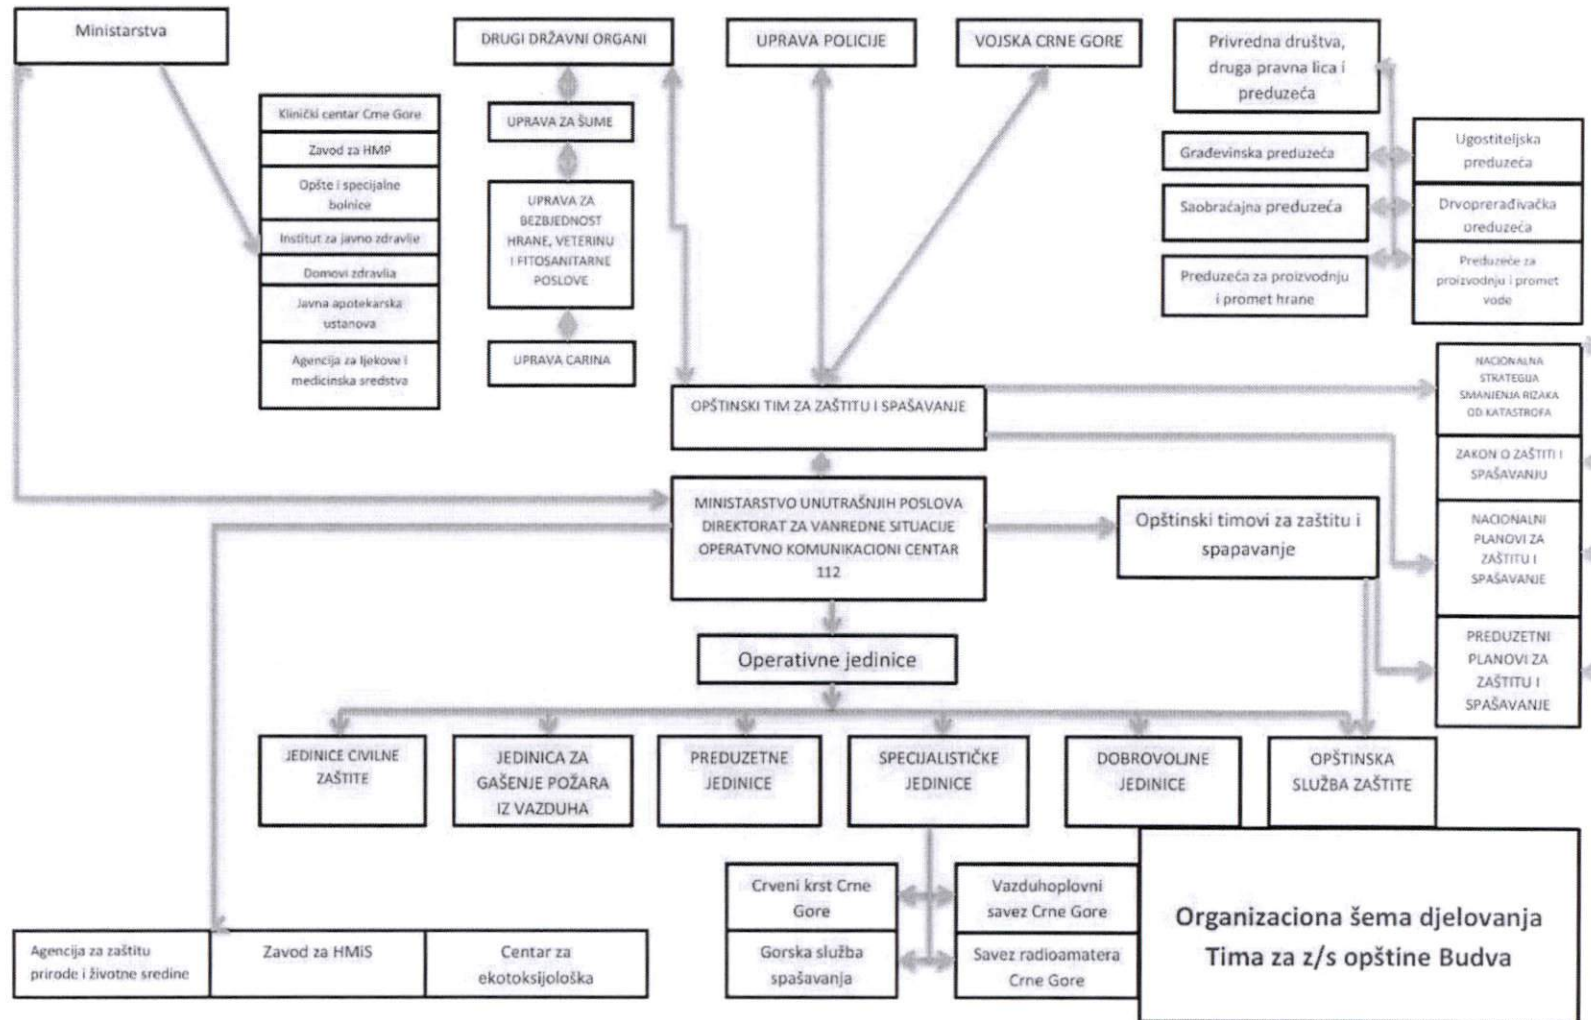 Ministarstva
DRUGI DRŽAVNI ORGANI
UPRAVA POLICIJE
VOJSKA CRNE GORE
Privredna društva,
druga pravna lica i
preduzeća
Klinički centar Crne Gore
Zavod za HMP
Opšte i specijalne
bolnice
Institut za javno zdravlje
Domovi zdravlia
Javna apotekarska
ustanova
Agencija za ljekove i
medicinska sredstva
UPRAVA ZA ŠUME
UPRAVA ZA
BEZBJEDNOST
HRANE, VETERINU
I FITOSANITARNE
POSLOVE
UPRAVA CARINA
Građevinska preduzeća
Ugostiteljska
preduzeća
Saobraćajna preduzeća
Drvoprerađivačka
oreduzeća
Preduzeća za proizvodnju
i promet hrane
Preduzeće za
proizvodnju i promet
vode
OPŠTINSKI TIM ZA ZAŠTITU I SPAŠAVANJE
NACIONALNA
STRATEGIJA
SMANJENJA RIZAKA
OD KATASTROFA
ZAKON O ZAŠTITI I
SPAŠAVANJU
NACIONALNI
PLANOVI ZA
ZAŠTITU I
SPAŠAVANJE
PREDUZETNI
PLANOVI ZA
ZAŠTITU I
SPAŠAVANJE
MINISTARSTVO UNUTRAŠNJIH POSLOVA
DIREKTORAT ZA VANREDNE SITUACIJE
OPERATVNO KOMUNIKACIONI CENTAR
112
Opštinski timovi za zaštitu i
spapavanje
Operativne jedinice
JEDINICE CIVILNE
ZAŠTITE
JEDINICA ZA
GAŠENJE POŽARA
IZ VAZDUHA
PREDUZETNE
JEDINICE
SPECIJALISTIČKE
JEDINICE
DOBROVOLJNE
JEDINICE
OPŠTINSKA
SLUŽBA ZAŠTITE
Crveni krst Crne
Gore
Vazduhoplovni
savez Crne Gore
Gorska služba
spašavanja
Savez radioamatera
Crne Gore
Agencija za zaštitu
prirode i životne sredine
Zavod za HMiS
Centar za
ekotoksijološka
Organizaciona šema djelovanja
Tima za z/s opštine Budva